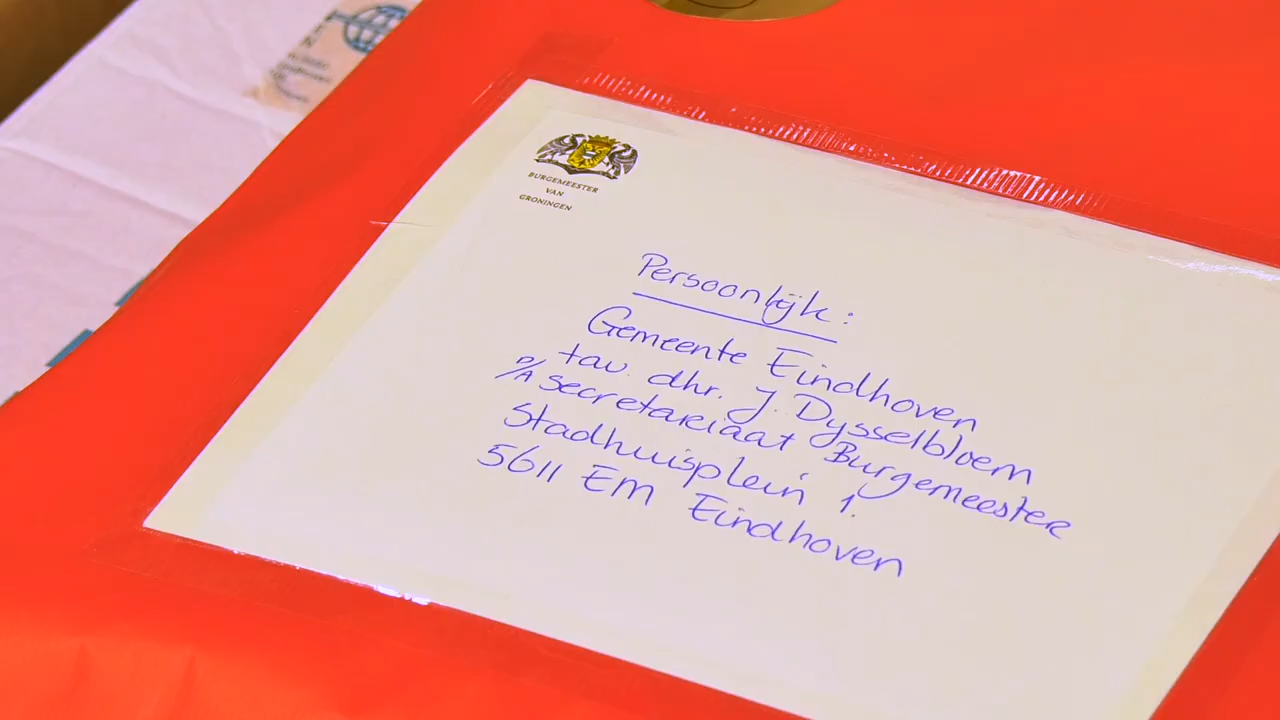 BURGEMEESTER
VAN
GRONINGEN
Persoonlijk:
Gemeente Eindhoven
tav. dhr. J. Dysselbloem
P/A secretariaat Burgemeester
Stadhuisplein 1.
5611 EM Eindhoven